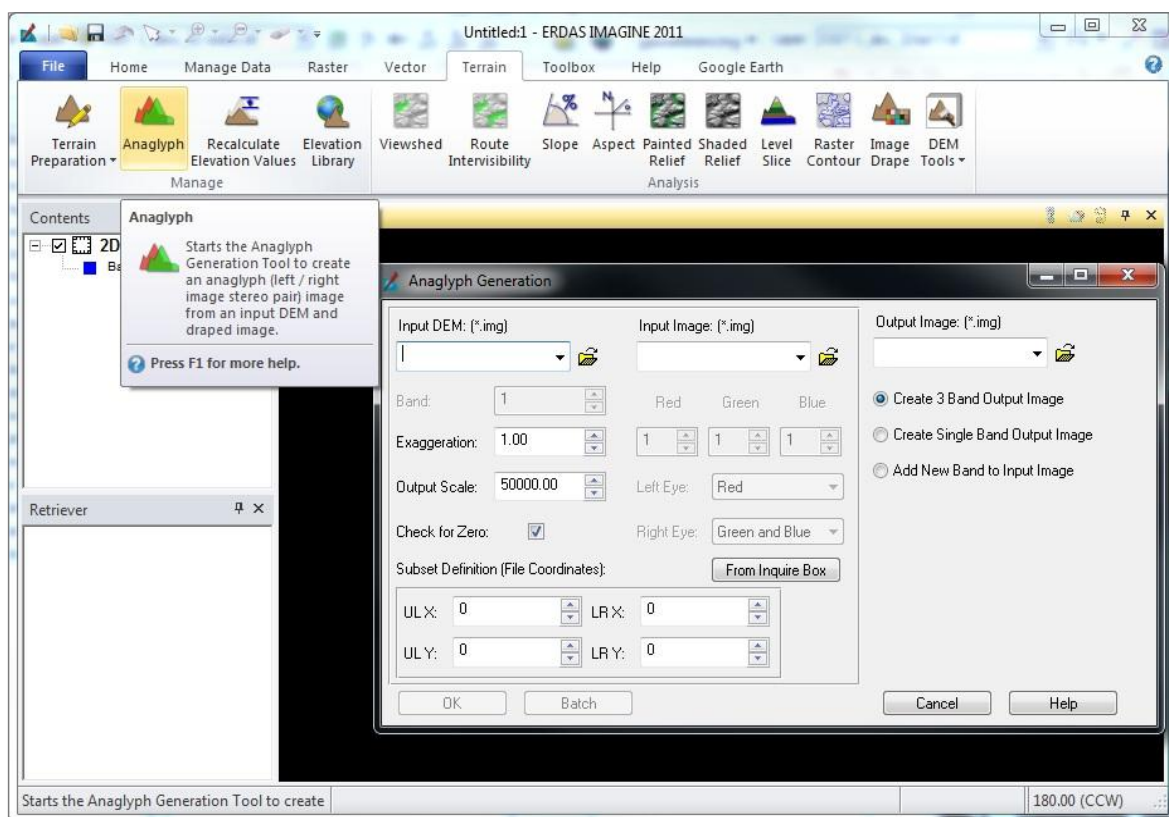 Untitled:1 - ERDAS IMAGINE 2011
File Home Manage Data Raster Vector Terrain Toolbox Help Google Earth
Terrain Preparation
Anaglyph
Recalculate Elevation Values
Elevation Library
Manage
Viewshed
Route Intervisibility
Slope
Aspect
Painted Relief
Shaded Relief
Level Slice
Raster Contour
Image Drape
DEM Tools
Analysis
Contents
2D
Ba
Anaglyph
Starts the Anaglyph
Generation Tool to create
an anaglyph (left / right
image stereo pair) image
from an input DEM and
draped image.
Press F1 for more help.
Retriever
Anaglyph Generation
Input DEM: (*.img)
Input Image: (*.img)
Output Image: (*.img)
Band: 1
Red Green Blue
Exaggeration: 1.00
1 1 1
Output Scale: 50000.00
Left Eye: Red
Check for Zero:
Right Eye: Green and Blue
Subset Definition (File Coordinates):
From Inquire Box
UL X: 0 LR X: 0
UL Y: 0 LR Y: 0
Create 3 Band Output Image
Create Single Band Output Image
Add New Band to Input Image
OK Batch Cancel Help
Starts the Anaglyph Generation Tool to create
180.00 (CCW)